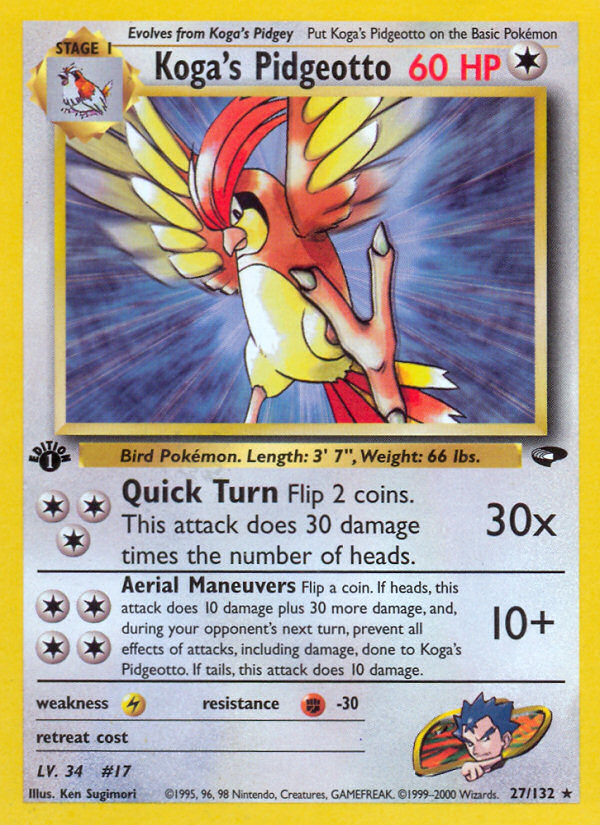 Evolves from Koga's Pidgey Put Koga's Pidgeotto on the Basic Pokémon
STAGE 1
Koga's Pidgeotto 60 HP
EDITION
1
Bird Pokémon. Length: 3' 7", Weight: 66 lbs.
Quick Turn Flip 2 coins.
This attack does 30 damage
times the number of heads.
30x
Aerial Maneuvers Flip a coin. If heads, this
attack does 10 damage plus 30 more damage, and,
during your opponent's next turn, prevent all
effects of attacks, including damage, done to Koga's
Pidgeotto. If tails, this attack does 10 damage.
10+
weakness resistance -30
retreat cost
LV. 34 #17
Illus. Ken Sugimori ©1995, 96, 98 Nintendo, Creatures, GAMEFREAK. ©1999-2000 Wizards. 27/132 ★